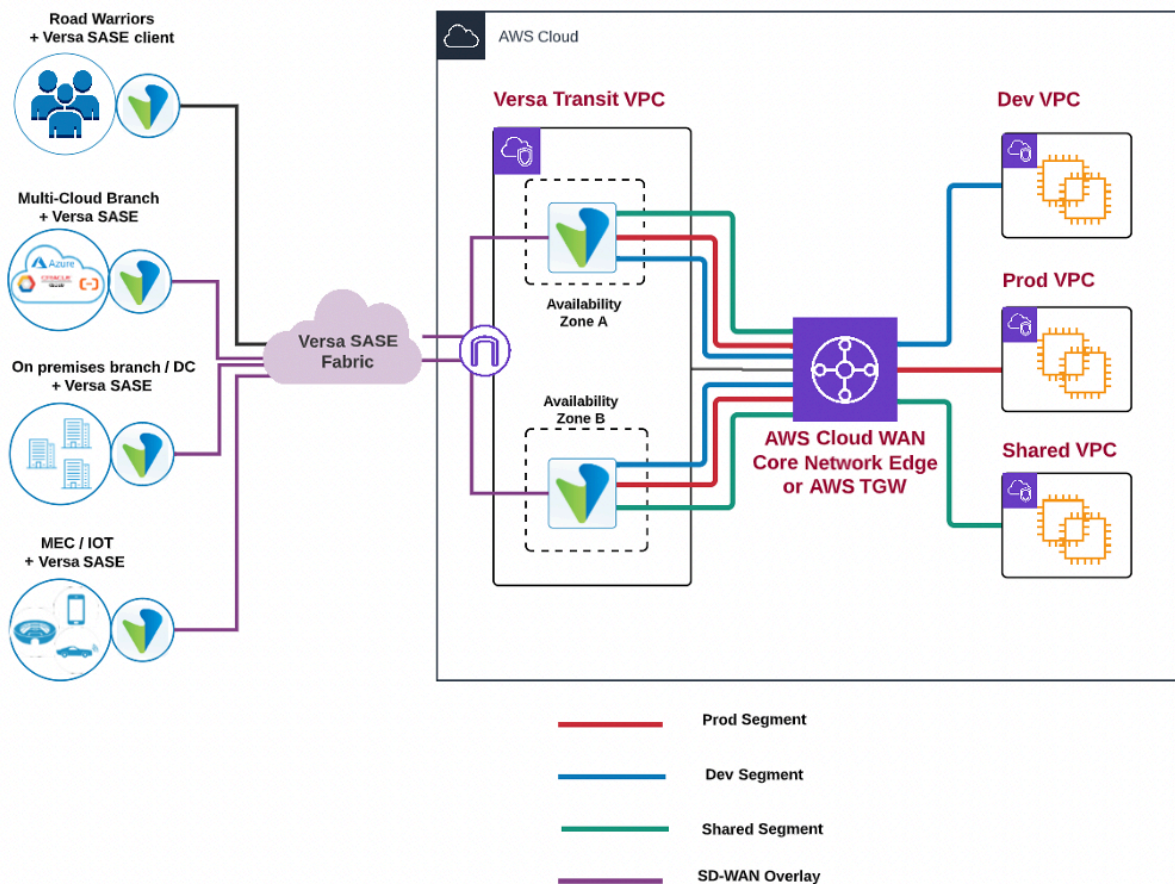 Road Warriors
+ Versa SASE client
Multi-Cloud Branch
+ Versa SASE
Azure
On premises branch / DC
+ Versa SASE
MEC / IOT
+ Versa SASE
Versa SASE
Fabric
AWS Cloud
Versa Transit VPC
Availability
Zone A
Availability
Zone B
AWS Cloud WAN
Core Network Edge
or AWS TGW
Dev VPC
Prod VPC
Shared VPC
Prod Segment
Dev Segment
Shared Segment
SD-WAN Overlay